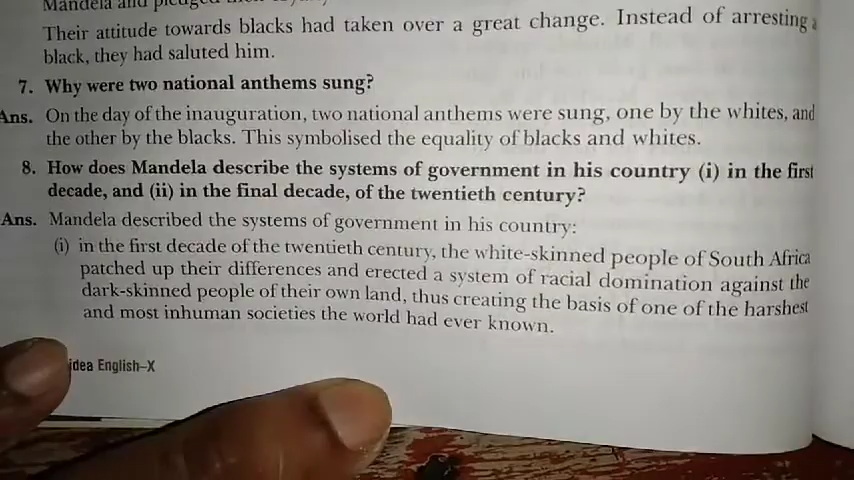 Mandela and pledged their
Their attitude towards blacks had taken over a great change. Instead of arresting a
black, they had saluted him.
7. Why were two national anthems sung?
Ans. On the day of the inauguration, two national anthems were sung, one by the whites, and
the other by the blacks. This symbolised the equality of blacks and whites.
8. How does Mandela describe the systems of government in his country (i) in the first
decade, and (ii) in the final decade, of the twentieth century?
Ans. Mandela described the systems of government in his country:
(i) in the first decade of the twentieth century, the white-skinned people of South Africa
patched up their differences and erected a system of racial domination against the
dark-skinned people of their own land, thus creating the basis of one of the harshest
and most inhuman societies the world had ever known.
idea English–X